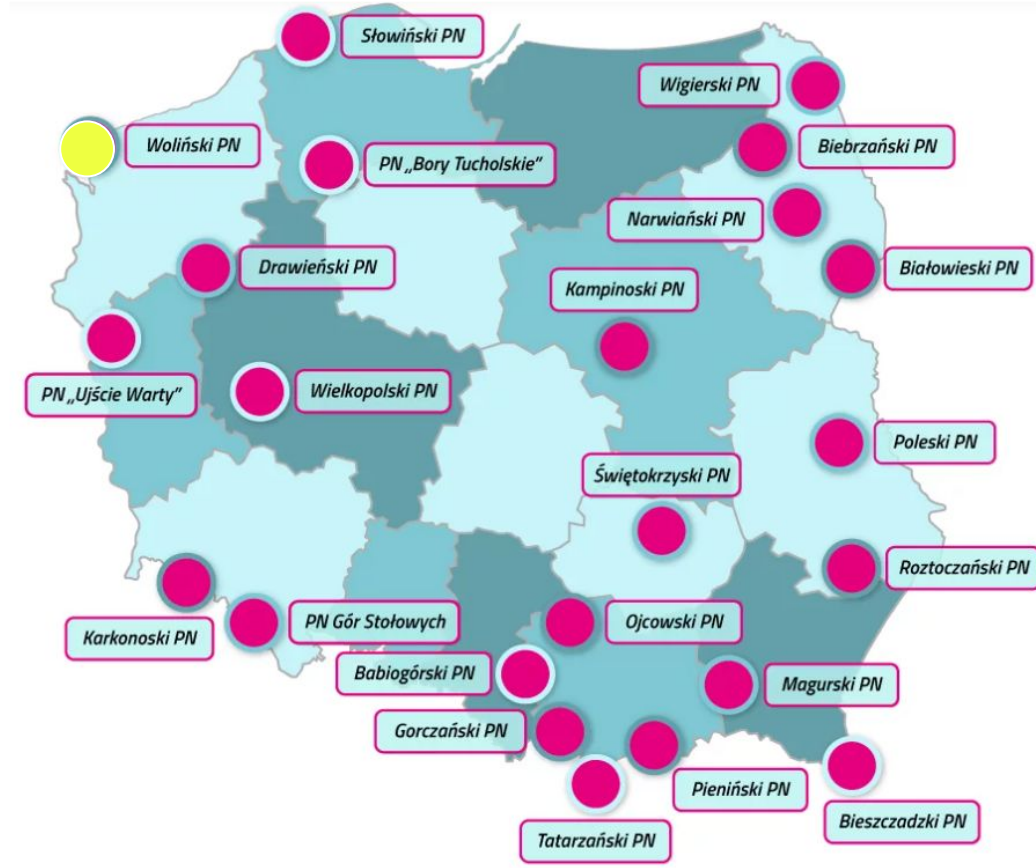 Słowiński PN
Wigierski PN
Woliński PN
Biebrzański PN
PN „Bory Tucholskie”
Narwiański PN
Drawieński PN
Białowieski PN
Kampinoski PN
PN „Ujście Warty”
Wielkopolski PN
Poleski PN
Świętokrzyski PN
Roztoczański PN
Karkonoski PN
PN Gór Stołowych
Ojcowski PN
Babiogórski PN
Magurski PN
Gorczański PN
Pieniński PN
Bieszczadzki PN
Tatarzański PN